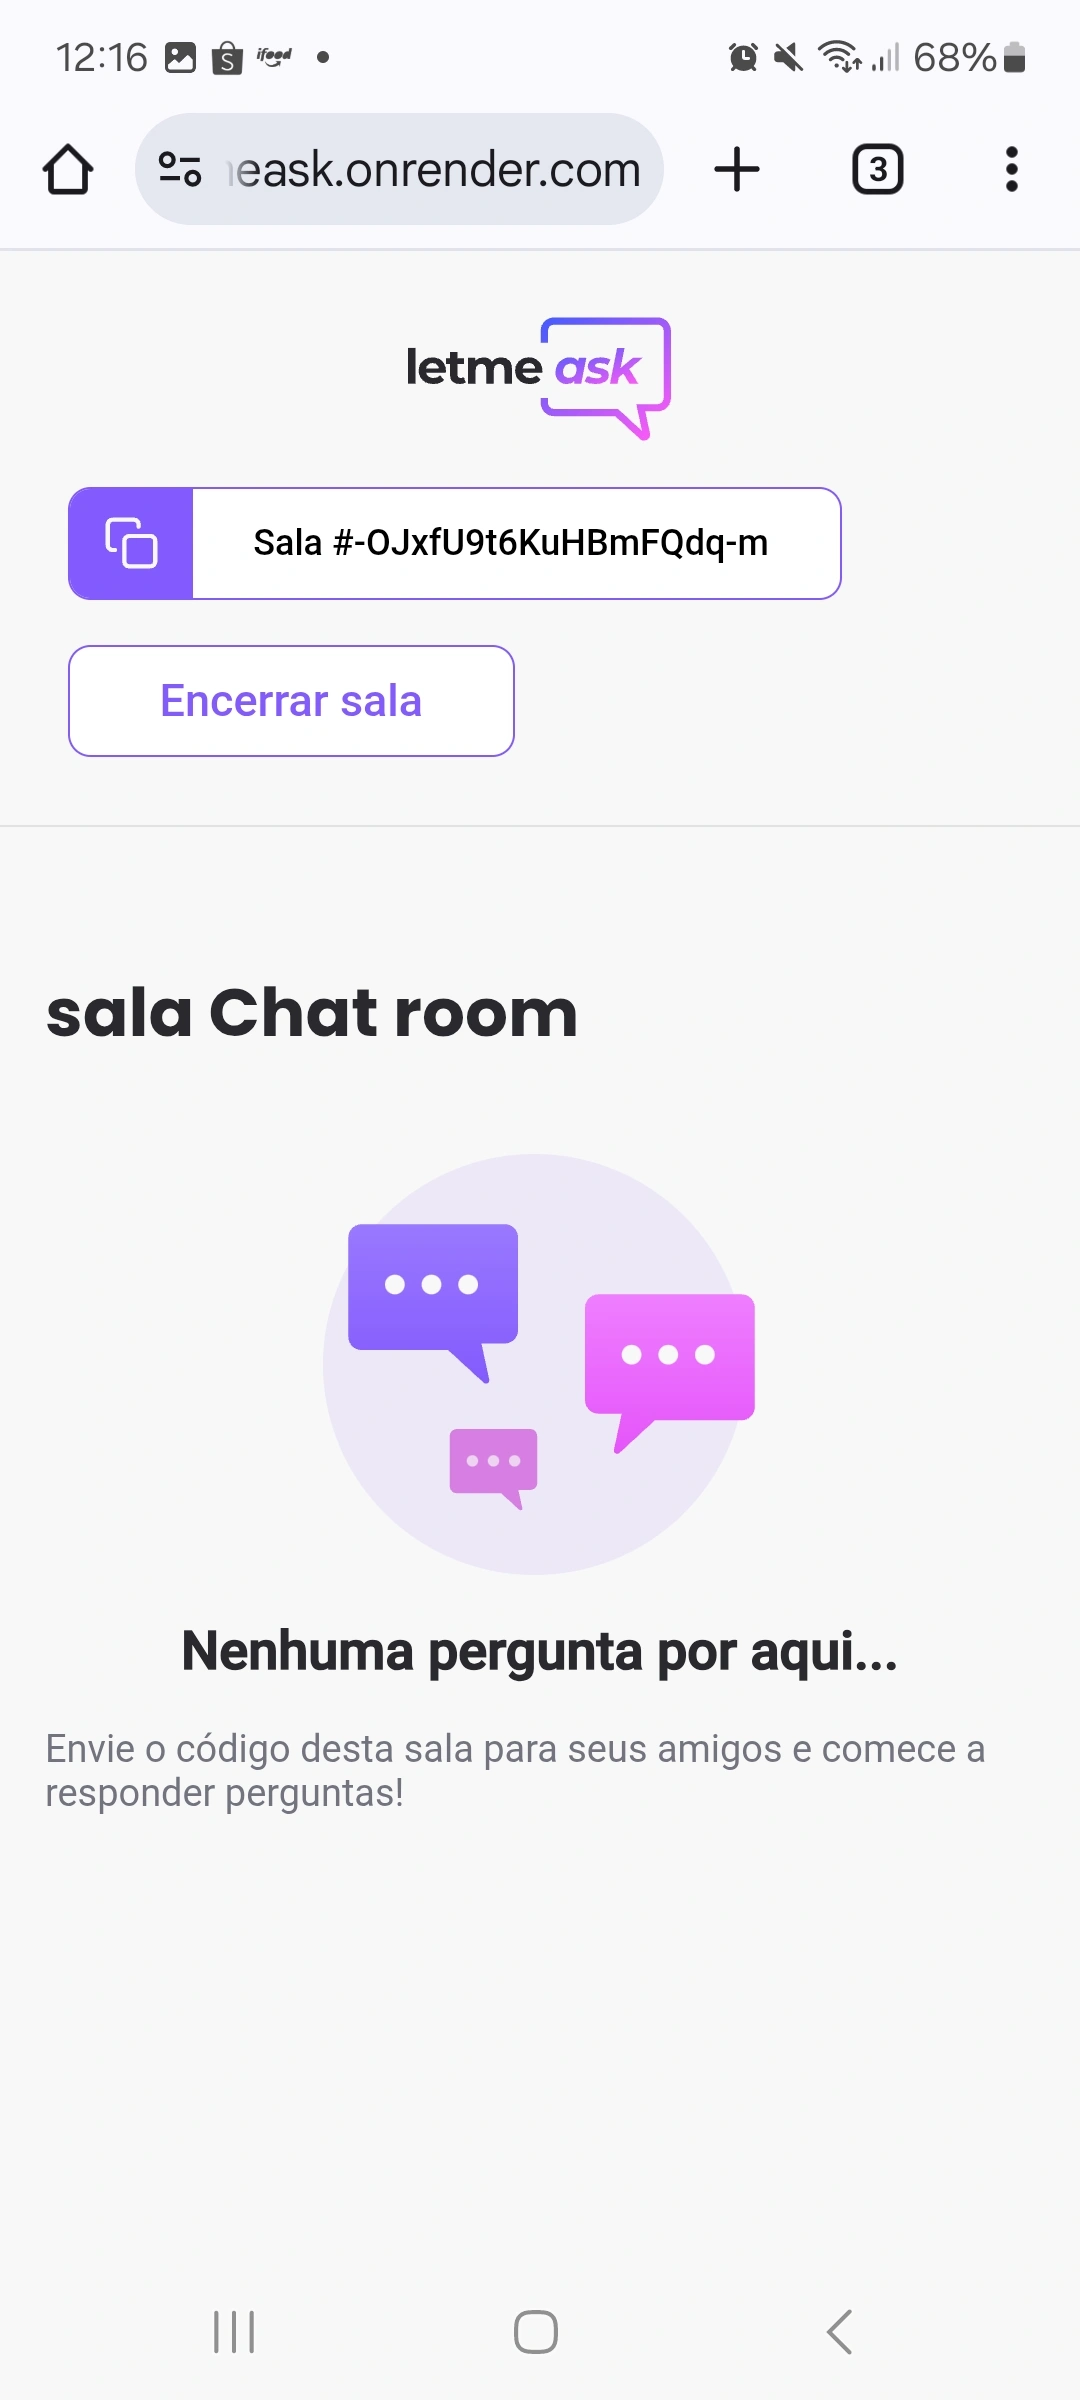 12:16
S
ifood
68%
eask.onrender.com
3
letme ask
Sala #-OJxfU9t6KuHBmFQdq-m
Encerrar sala
sala Chat room
Nenhuma pergunta por aqui...
Envie o código desta sala para seus amigos e comece a
responder perguntas!